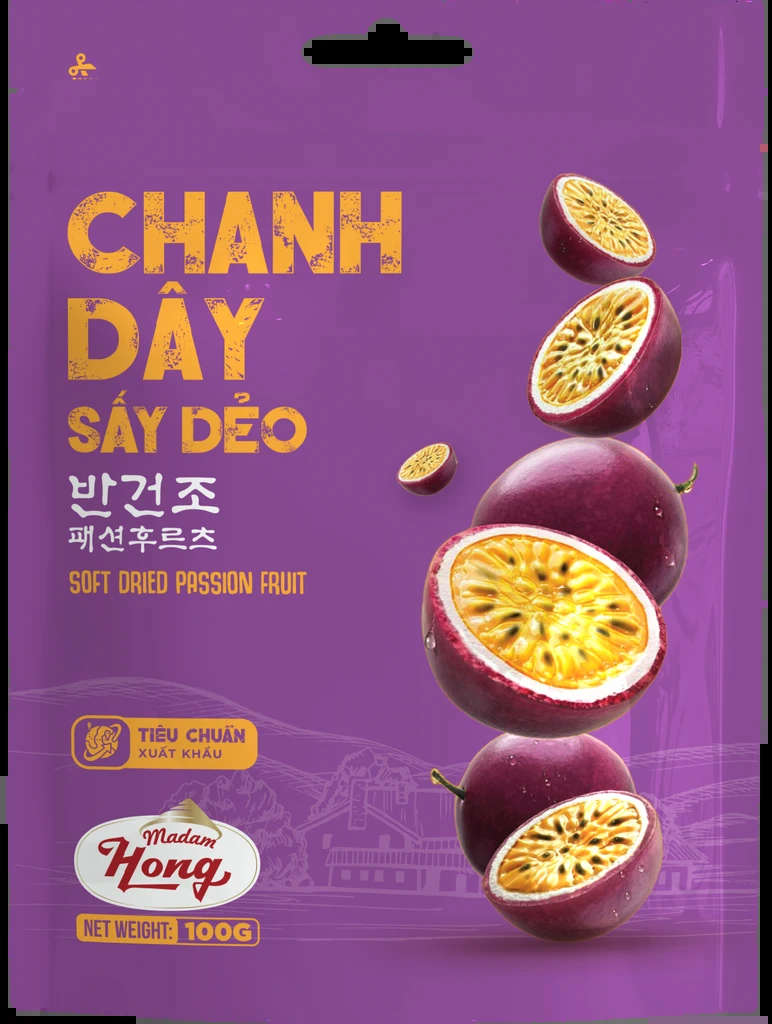 CHANH
DÂY
SẤY DẺO
반건조
패션후르츠
SOFT DRIED PASSION FRUIT
TIÊU CHUẨN
XUẤT KHẨU
Madam
Hong
NET WEIGHT: 100G